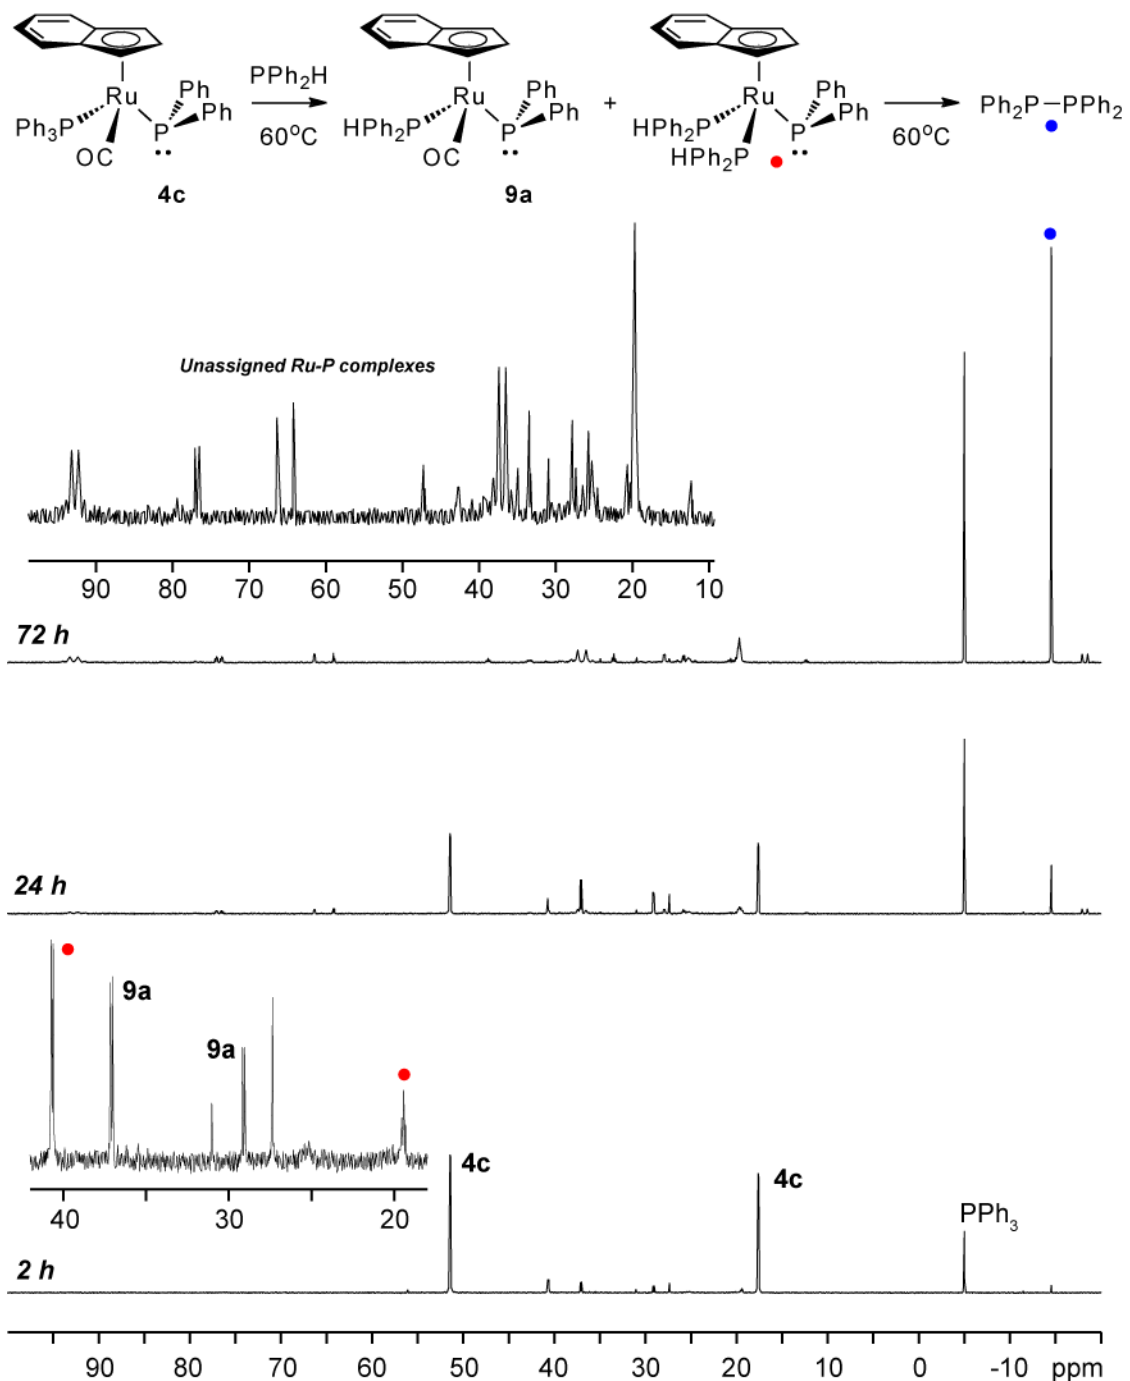 Ru
Ph
Ph
Ph3P
P
OC
4c
PPh2H
60°C
Ru
Ph
Ph
HPh2P
P
OC
9a
+
Ru
Ph
Ph
HPh2P
HPh2P
P
60°C
Ph2P–PPh2
Unassigned Ru-P complexes
90 80 70 60 50 40 30 20 10
72 h
24 h
9a
9a
40 30 20
4c
4c
PPh3
2 h
90 80 70 60 50 40 30 20 10 0 -10 ppm